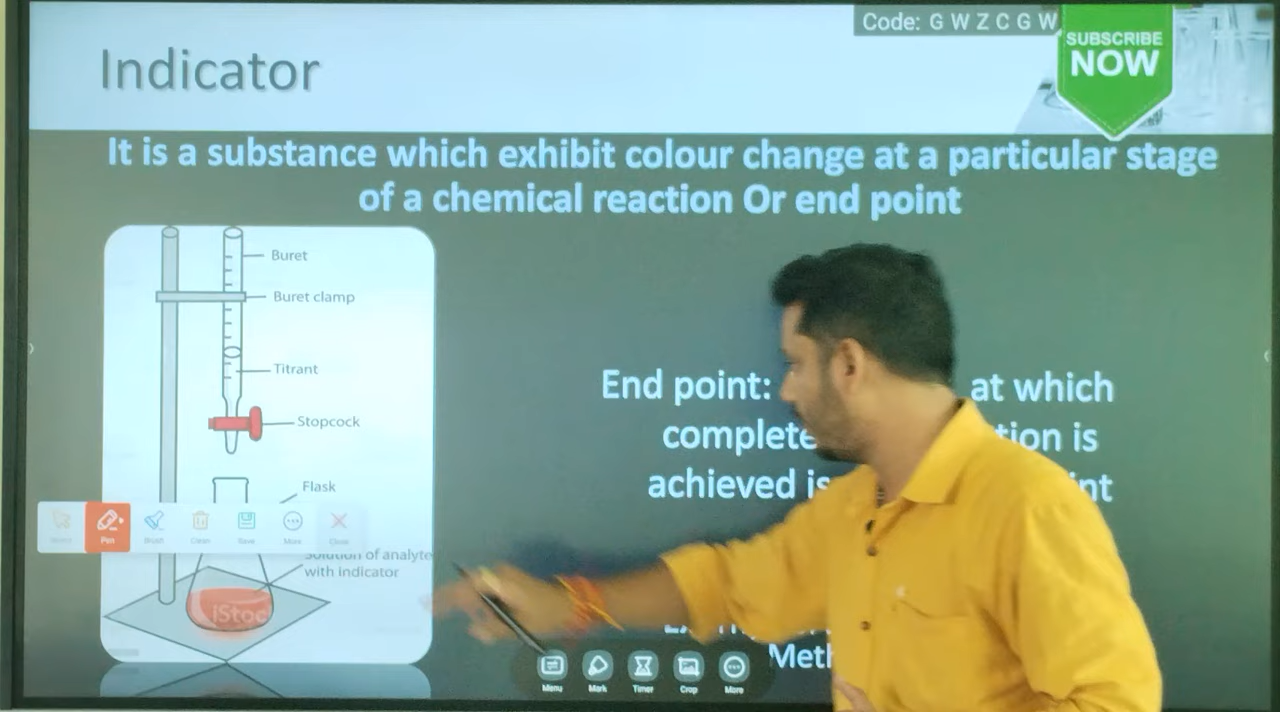 Code: G W Z C G W
SUBSCRIBE
NOW
Indicator
It is a substance which exhibit colour change at a particular stage
of a chemical reaction Or end point
Buret
Buret clamp
Titrant
Stopcock
Flask
Solution of analyte
with indicator
iStoc
End point: at which
complete tion is
achieved is int
Meth
Select Pen Brush Clean Save More Close
Menu Mark Timer Crop More